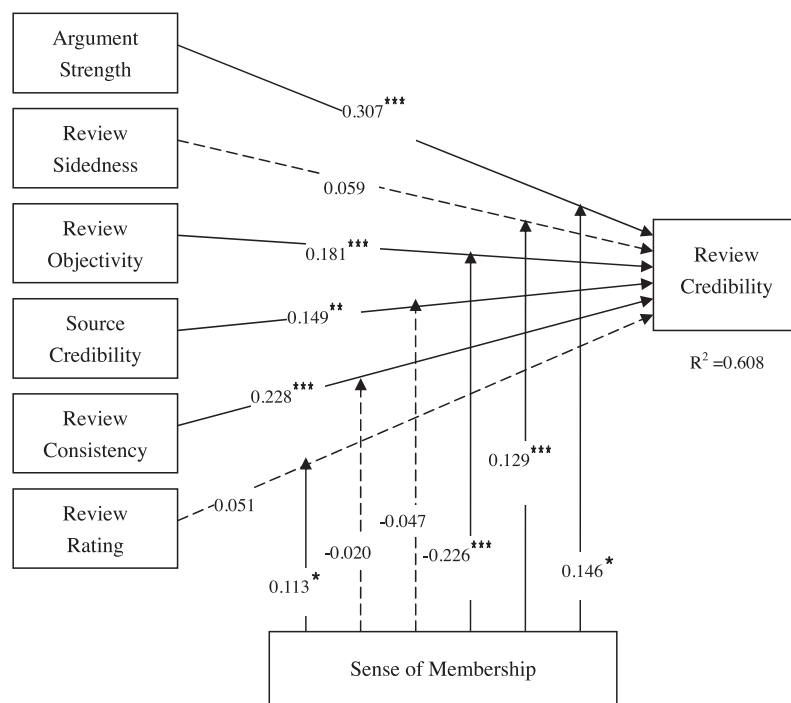 Argument
Strength
0.307***
Review
Sidedness
0.059
Review
Objectivity
0.181***
Review
Credibility
Source
Credibility
0.149**
R² =0.608
Review
Consistency
0.228***
0.129***
Review
Rating
-0.051
-0.047
-0.020
-0.226***
0.113*
0.146*
Sense of Membership